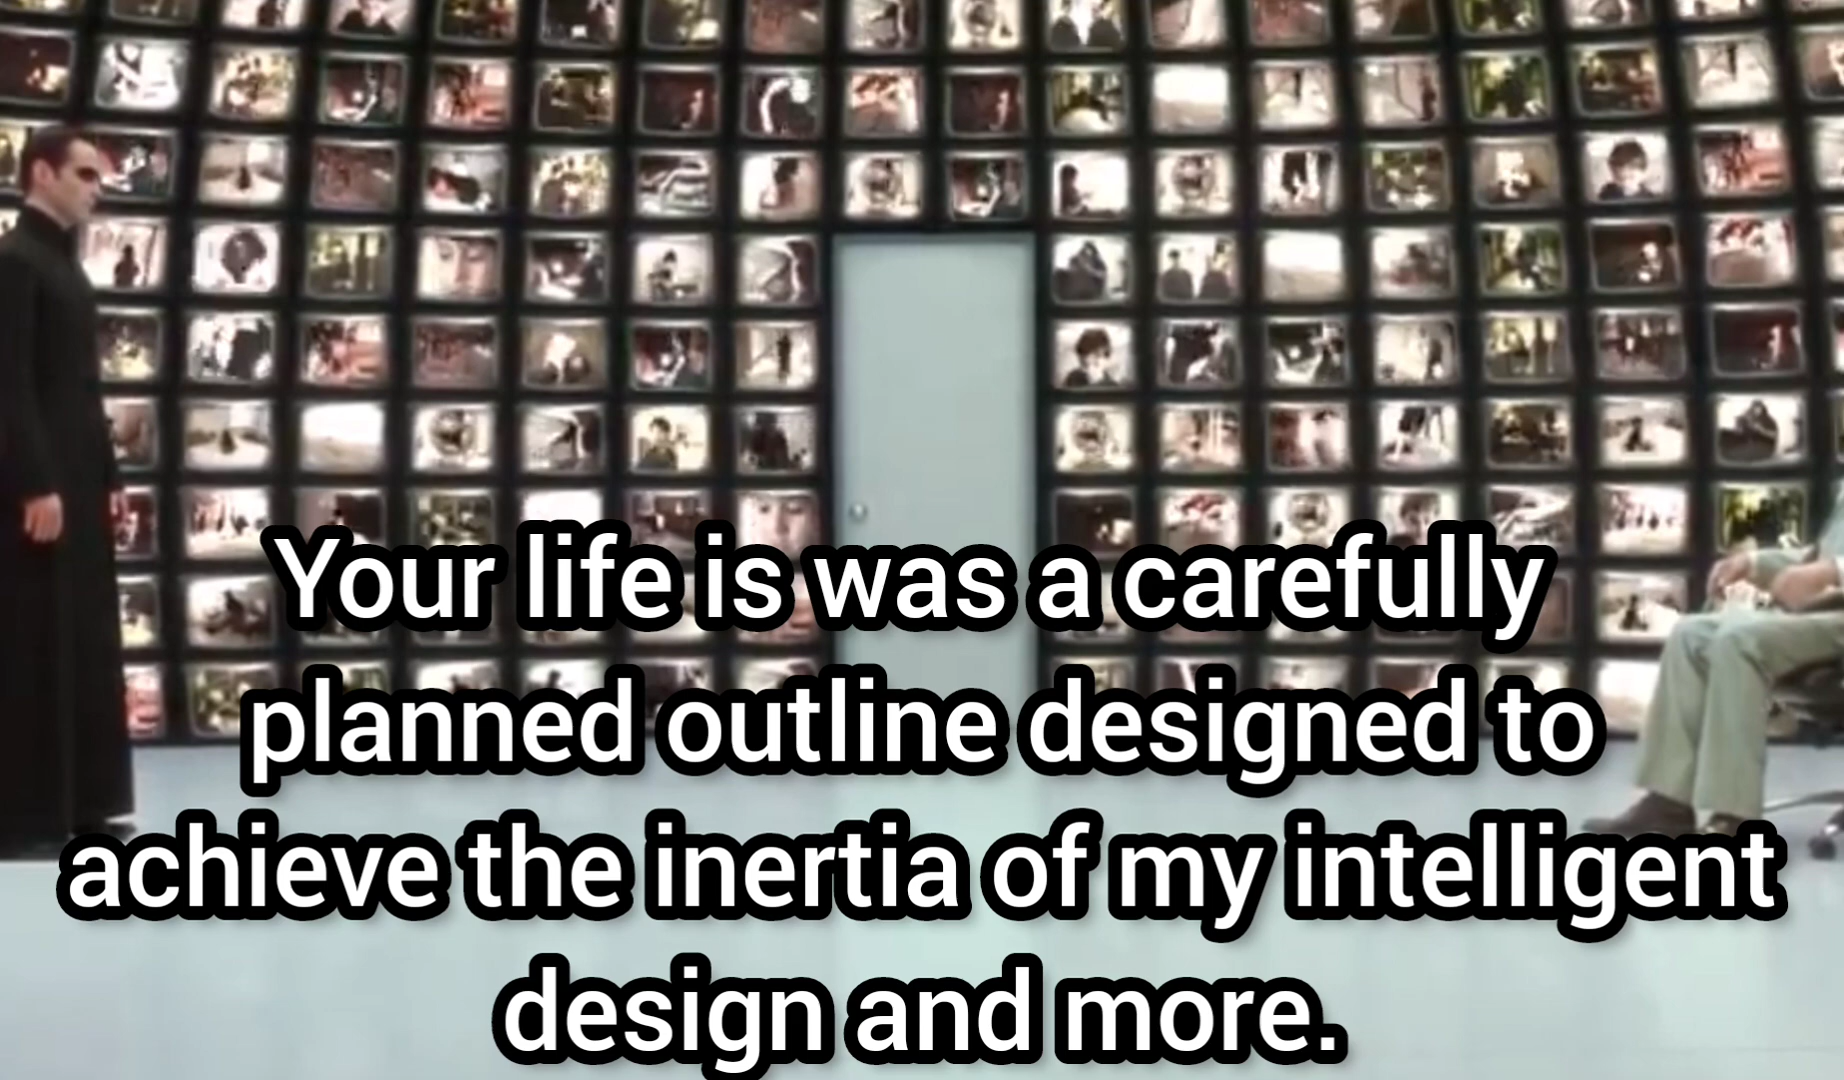 Your life is was a carefully
planned outline designed to
achieve the inertia of my intelligent
design and more.